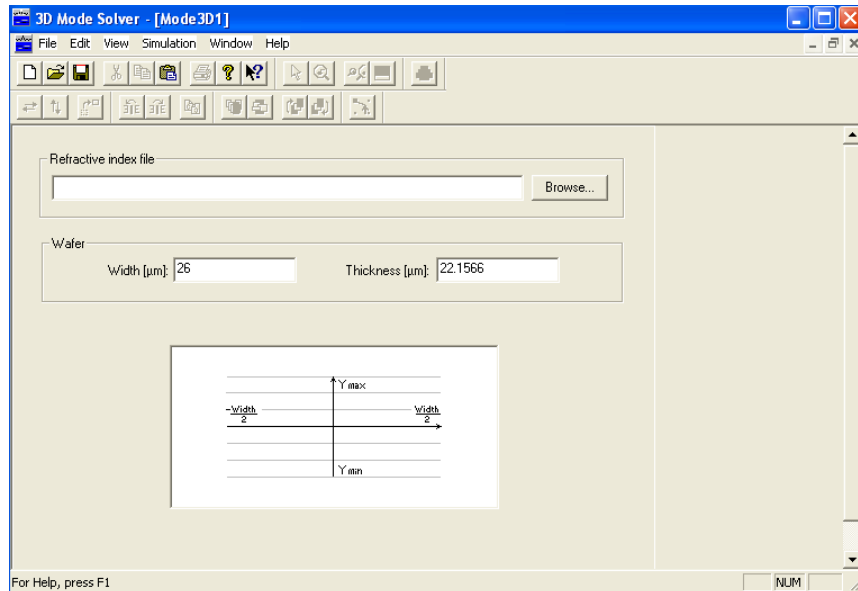 3D Mode Solver - [Mode3D1]
File Edit View Simulation Window Help
Refractive index file
Browse...
Wafer
Width [µm]: 26 Thickness [µm]: 22.1566
Y max
-Width/2 Width/2
Y min
For Help, press F1 NUM